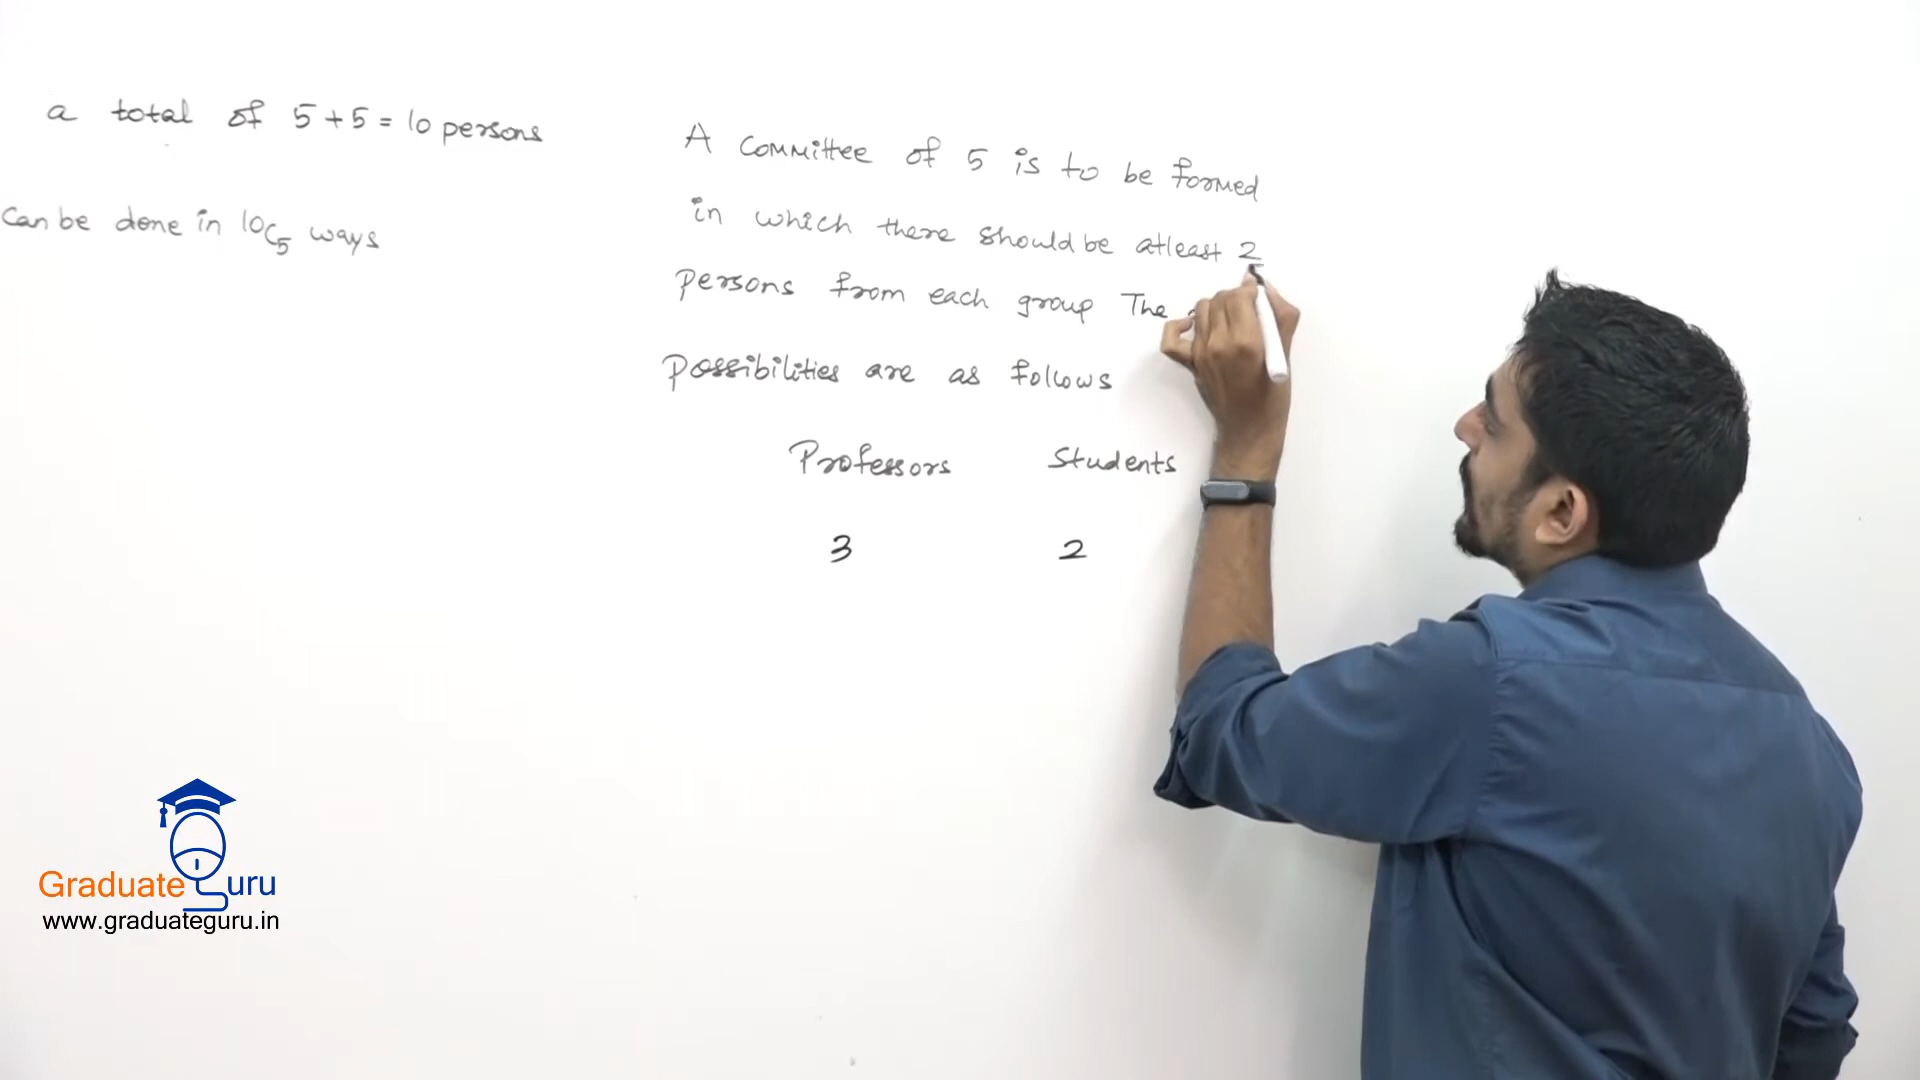 a total of 5+5=10 persons
can be done in 10C5 ways
A committee of 5 is to be formed
in which there should be atleast 2
persons from each group The
possibilities are as follows
Professors Students
3 2
Graduate Guru
www.graduateguru.in